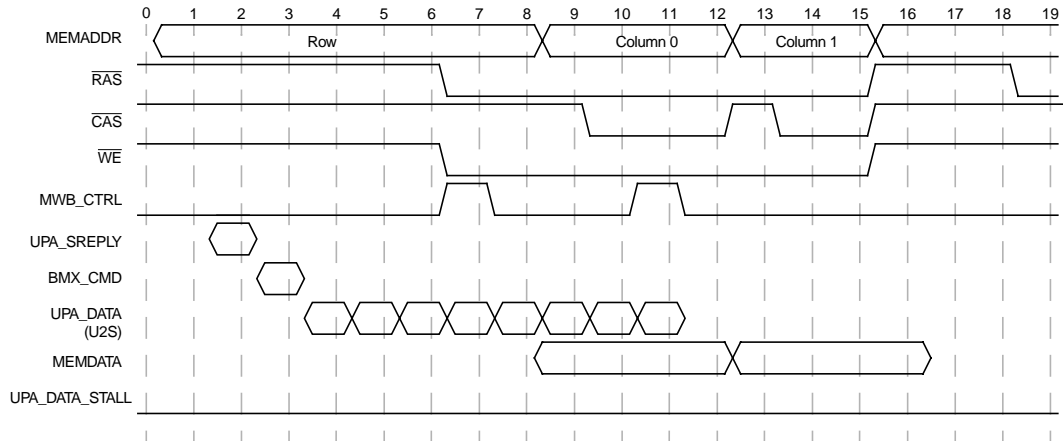 0 1 2 3 4 5 6 7 8 9 10 11 12 13 14 15 16 17 18 19
MEMADDR Row Column 0 Column 1
RAS
CAS
WE
MWB_CTRL
UPA_SREPLY
BMX_CMD
UPA_DATA
(U2S)
MEMDATA
UPA_DATA_STALL